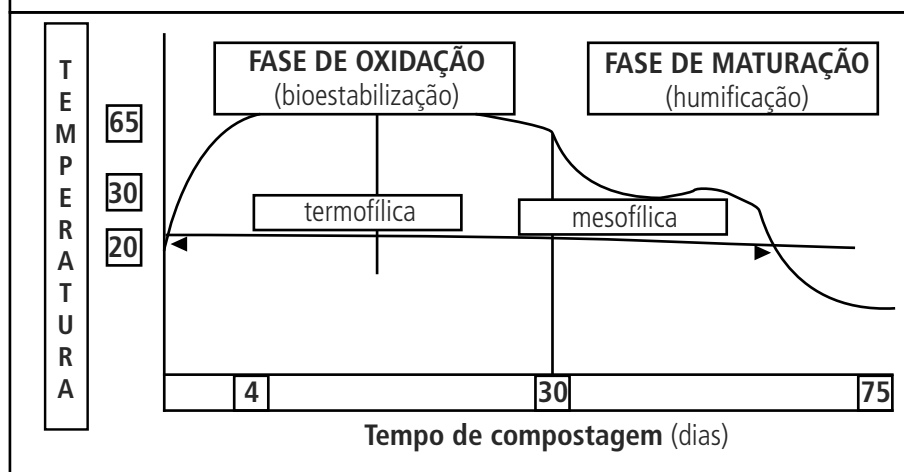 TEMPERATURA
65
30
20
FASE DE OXIDAÇÃO
(bioestabilização)
FASE DE MATURAÇÃO
(humificação)
termofílica
mesofílica
4
30
75
Tempo de compostagem (dias)